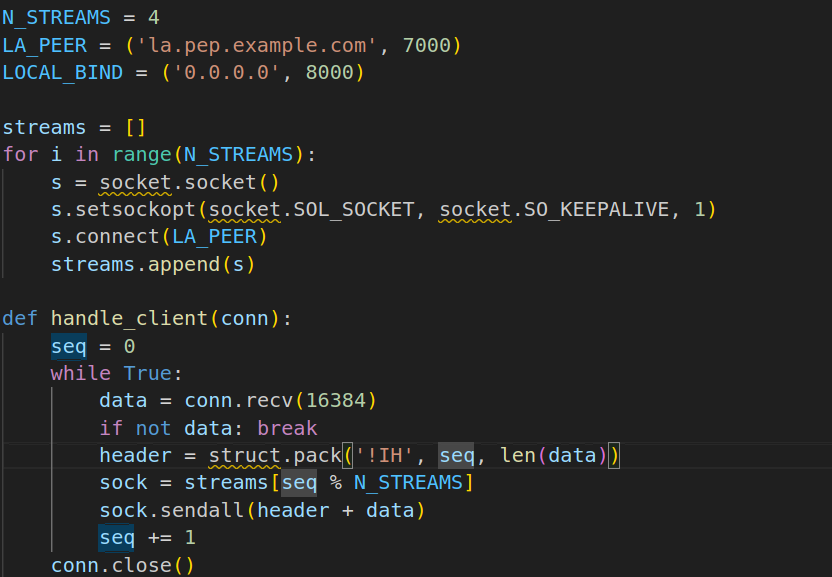 N_STREAMS = 4
LA_PEER = ('la.pep.example.com', 7000)
LOCAL_BIND = ('0.0.0.0', 8000)

streams = []
for i in range(N_STREAMS):
    s = socket.socket()
    s.setsockopt(socket.SOL_SOCKET, socket.SO_KEEPALIVE, 1)
    s.connect(LA_PEER)
    streams.append(s)

def handle_client(conn):
    seq = 0
    while True:
        data = conn.recv(16384)
        if not data: break
        header = struct.pack('!IH', seq, len(data))
        sock = streams[seq % N_STREAMS]
        sock.sendall(header + data)
        seq += 1
    conn.close()